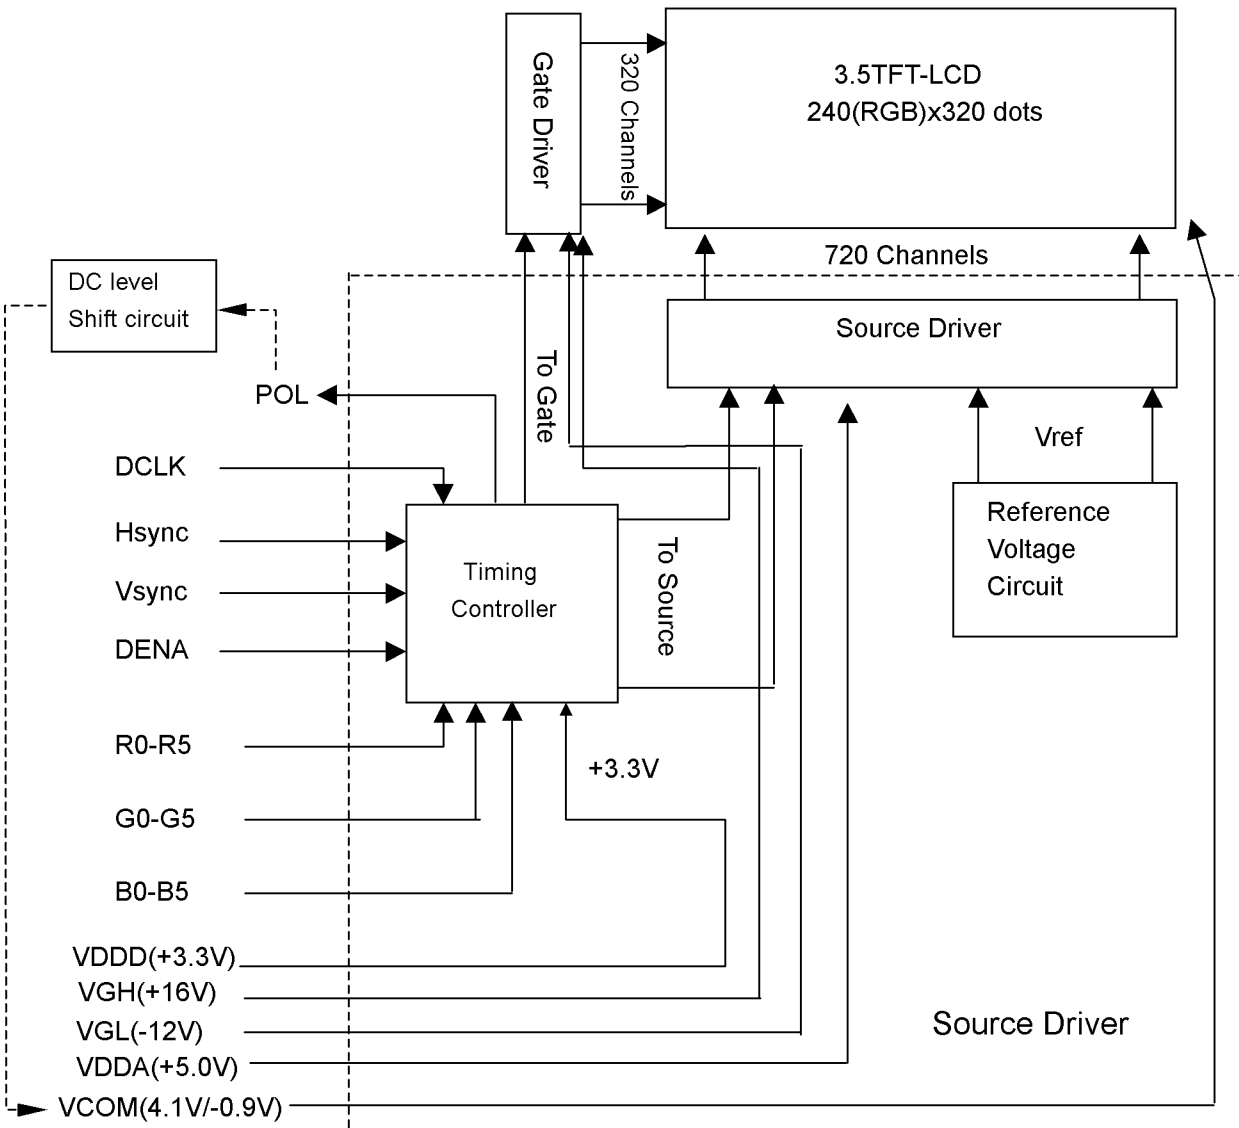 Gate Driver
320 Channels
3.5TFT-LCD
240(RGB)x320 dots
720 Channels
DC level
Shift circuit
Source Driver
POL
To Gate
Vref
DCLK
Hsync
Vsync
DENA
Timing
Controller
To Source
Reference
Voltage
Circuit
R0-R5
+3.3V
G0-G5
B0-B5
VDDD(+3.3V)
VGH(+16V)
VGL(-12V)
Source Driver
VDDA(+5.0V)
VCOM(4.1V/-0.9V)